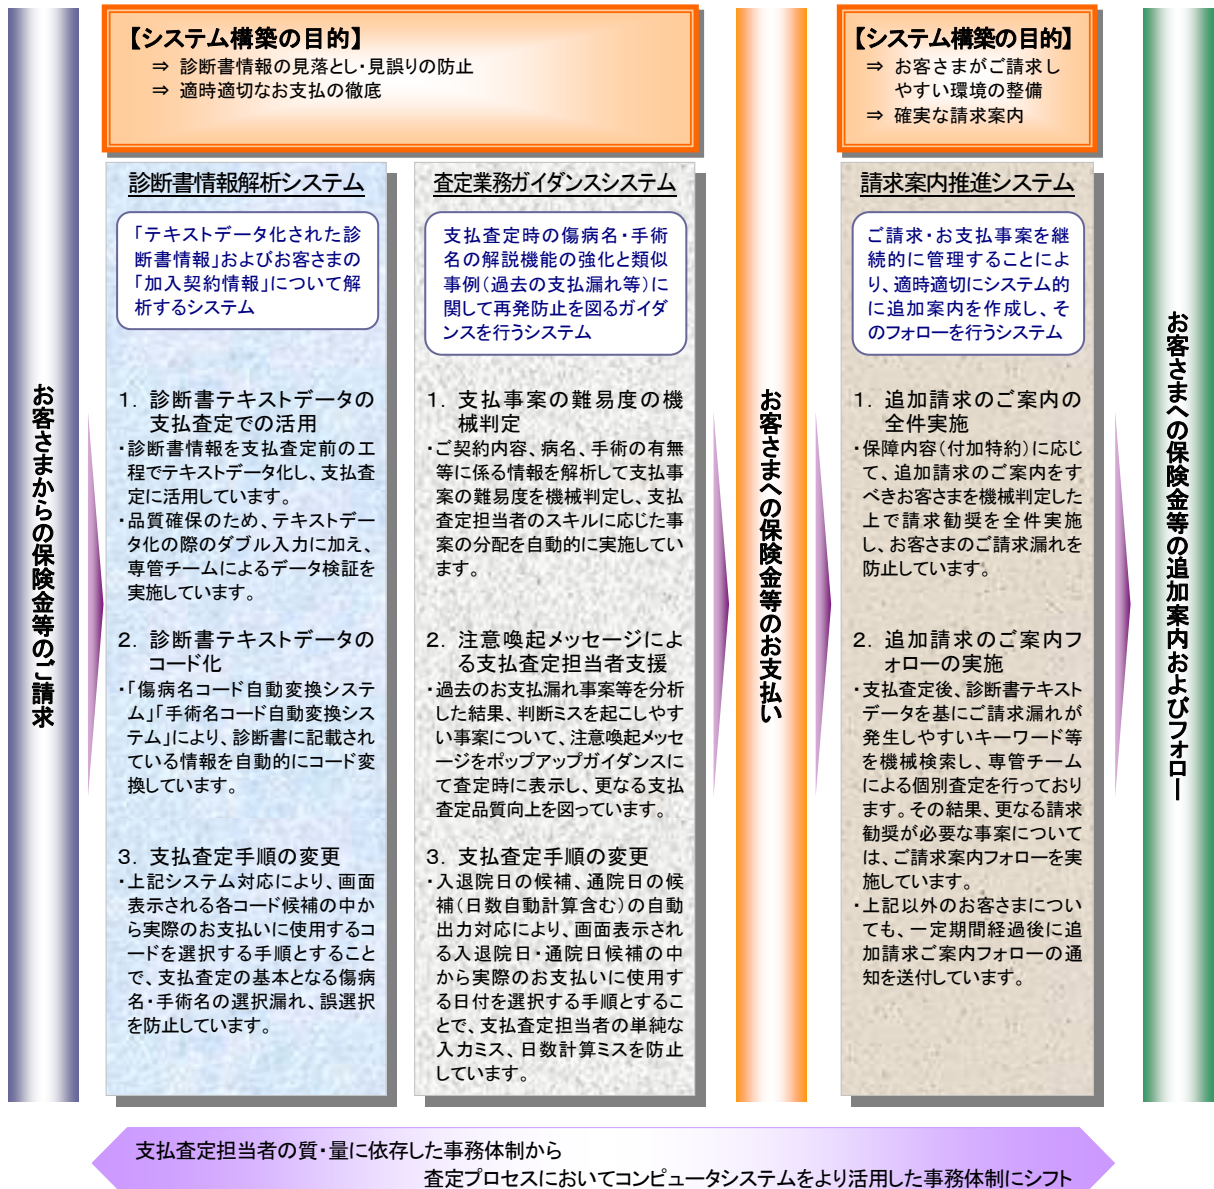 お客さまからの保険金等のご請求
【システム構築の目的】
⇒ 診断書情報の見落とし・見誤りの防止
⇒ 適時適切なお支払の徹底
診断書情報解析システム
「テキストデータ化された診
断書情報」およびお客さまの
「加入契約情報」について解
析するシステム
1. 診断書テキストデータの
支払査定での活用
・診断書情報を支払査定前の工
程でテキストデータ化し、支払査
定に活用しています。
・品質確保のため、テキストデー
タ化の際のダブル入力に加え、
専管チームによるデータ検証を
実施しています。
2. 診断書テキストデータの
コード化
・「傷病名コード自動変換システ
ム」「手術名コード自動変換シス
テム」により、診断書に記載され
ている情報を自動的にコード変
換しています。
3. 支払査定手順の変更
・上記システム対応により、画面
表示される各コード候補の中か
ら実際のお支払いに使用するコ
ードを選択する手順とすること
で、支払査定の基本となる傷病
名・手術名の選択漏れ、誤選択
を防止しています。
査定業務ガイダンスシステム
支払査定時の傷病名・手術
名の解説機能の強化と類似
事例(過去の支払漏れ等)に
関して再発防止を図るガイダ
ンスを行うシステム
1. 支払事案の難易度の機
械判定
・ご契約内容、病名、手術の有無
等に係る情報を解析して支払事
案の難易度を機械判定し、支払
査定担当者のスキルに応じた事
案の分配を自動的に実施してい
ます。
2. 注意喚起メッセージによ
る支払査定担当者支援
・過去のお支払漏れ事案等を分析
した結果、判断ミスを起こしやす
い事案について、注意喚起メッセ
ージをポップアップガイダンスに
て査定時に表示し、更なる支払
査定品質向上を図っています。
3. 支払査定手順の変更
・入退院日の候補、通院日の候
補(日数自動計算含む)の自動
出力対応により、画面表示され
る入退院日・通院日候補の中
から実際のお支払いに使用す
る日付を選択する手順とするこ
とで、支払査定担当者の単純な
入力ミス、日数計算ミスを防止
しています。
お客さまへの保険金等のお支払い
【システム構築の目的】
⇒ お客さまがご請求し
やすい環境の整備
⇒ 確実な請求案内
請求案内推進システム
ご請求・お支払事案を継
続的に管理することによ
り、適時適切にシステム的
に追加案内を作成し、そ
のフォローを行うシステム
1. 追加請求のご案内の
全件実施
・保障内容(付加特約)に応じ
て、追加請求のご案内をす
べきお客さまを機械判定した
上で請求勧奨を全件実施
し、お客さまのご請求漏れを
防止しています。
2. 追加請求のご案内フ
ォローの実施
・支払査定後、診断書テキスト
データを基にご請求漏れが
発生しやすいキーワード等
を機械検索し、専管チーム
による個別査定を行っており
ます。その結果、更なる請求
勧奨が必要な事案について
は、ご請求案内フォローを実
施しています。
・上記以外のお客さまについ
ても、一定期間経過後に追
加請求ご案内フォローの通
知を送付しています。
お客さまへの保険金等の追加案内およびフォロー
支払査定担当者の質・量に依存した事務体制から
査定プロセスにおいてコンピュータシステムをより活用した事務体制にシフト